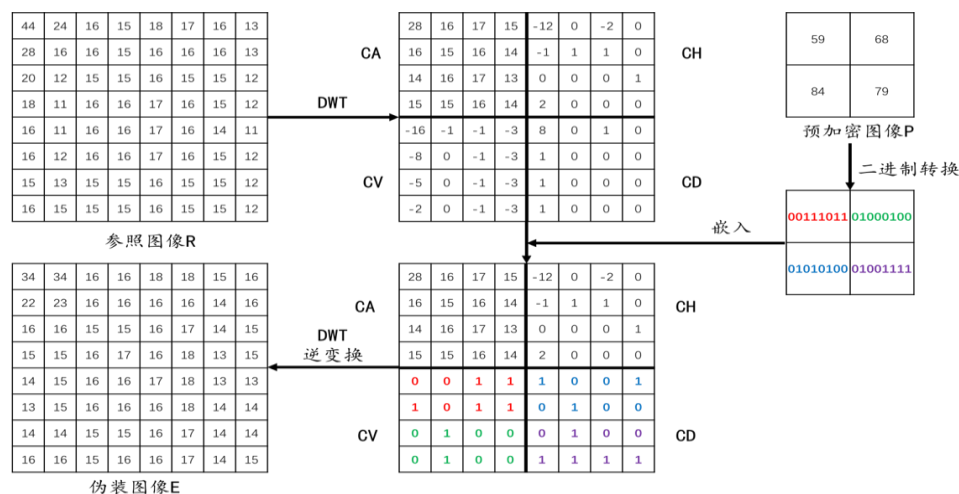 44 24 16 15 18 17 16 13
28 16 16 15 16 16 16 13
20 12 15 15 16 15 15 12
18 11 16 16 17 16 15 12
16 11 16 16 17 16 14 11
16 12 16 16 17 16 15 12
15 13 15 15 16 15 15 12
16 15 15 15 16 15 15 12
参照图像R
DWT
CA
28 16 17 15 -12 0 -2 0
16 15 16 14 -1 1 1 0
14 16 17 13 0 0 0 1
15 15 16 14 2 0 0 0
-16 -1 -1 -3 8 0 1 0
-8 0 -1 -3 1 0 0 0
-5 0 -1 -3 1 0 0 0
-2 0 -1 -3 1 0 0 0
CH
CV
CD
59 68
84 79
预加密图像P
二进制转换
00111011 01000100
01010100 01001111
嵌入
CA
28 16 17 15 -12 0 -2 0
16 15 16 14 -1 1 1 0
14 16 17 13 0 0 0 1
15 15 16 14 2 0 0 0
0 0 1 1 1 0 0 1
1 0 1 1 0 1 0 0
0 1 0 0 0 1 0 0
0 1 0 0 1 1 1 1
CH
CV
CD
DWT
逆变换
34 34 16 16 18 18 15 16
22 23 16 16 16 16 14 16
16 15 15 16 16 17 14 15
15 15 16 17 16 18 13 15
14 15 16 16 17 18 13 13
13 15 16 16 16 18 14 14
14 14 15 15 16 17 14 14
16 16 15 16 16 17 14 15
伪装图像E